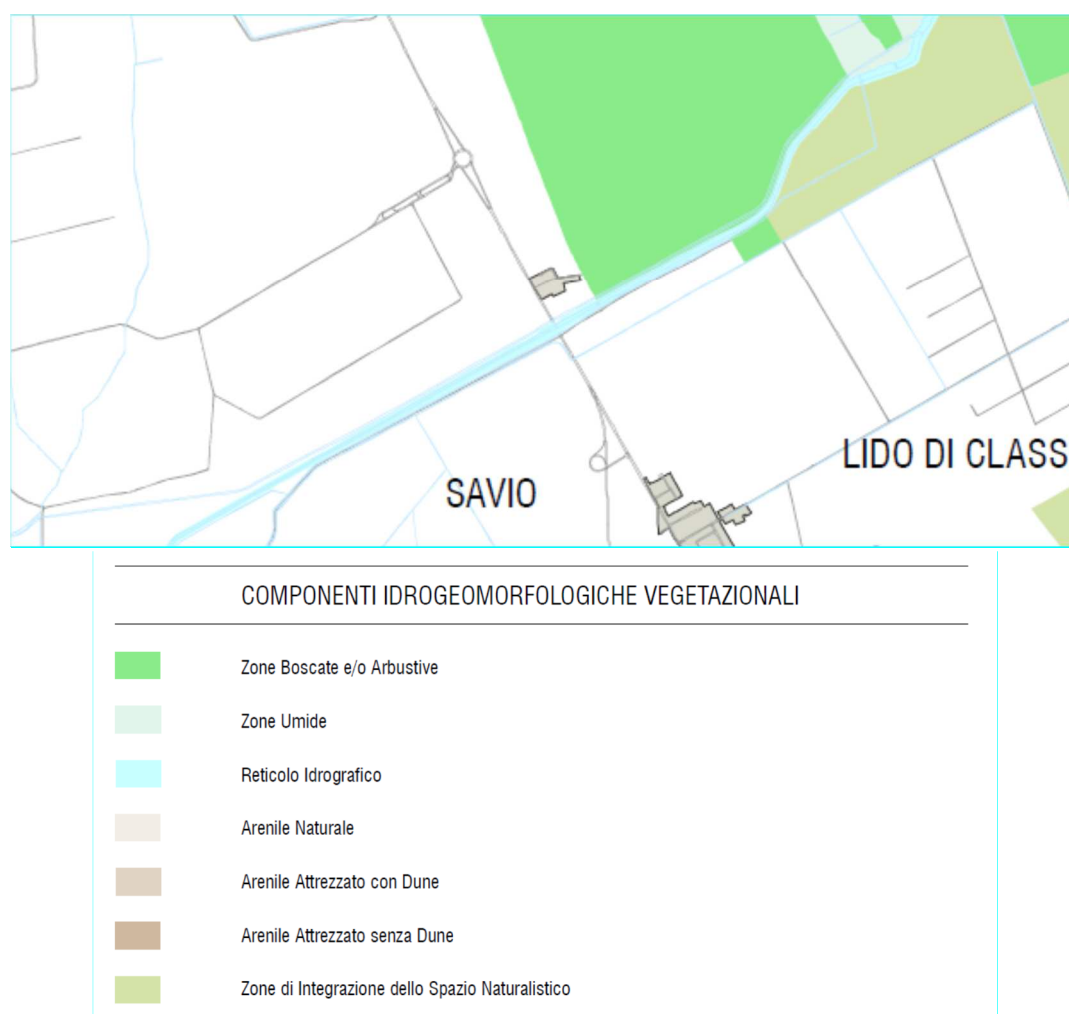 LIDO DI CLASS
SAVIO
COMPONENTI IDROGEOMORFOLOGICHE VEGETAZIONALI
Zone Boscate e/o Arbustive
Zone Umide
Reticolo Idrografico
Arenile Naturale
Arenile Attrezzato con Dune
Arenile Attrezzato senza Dune
Zone di Integrazione dello Spazio Naturalistico